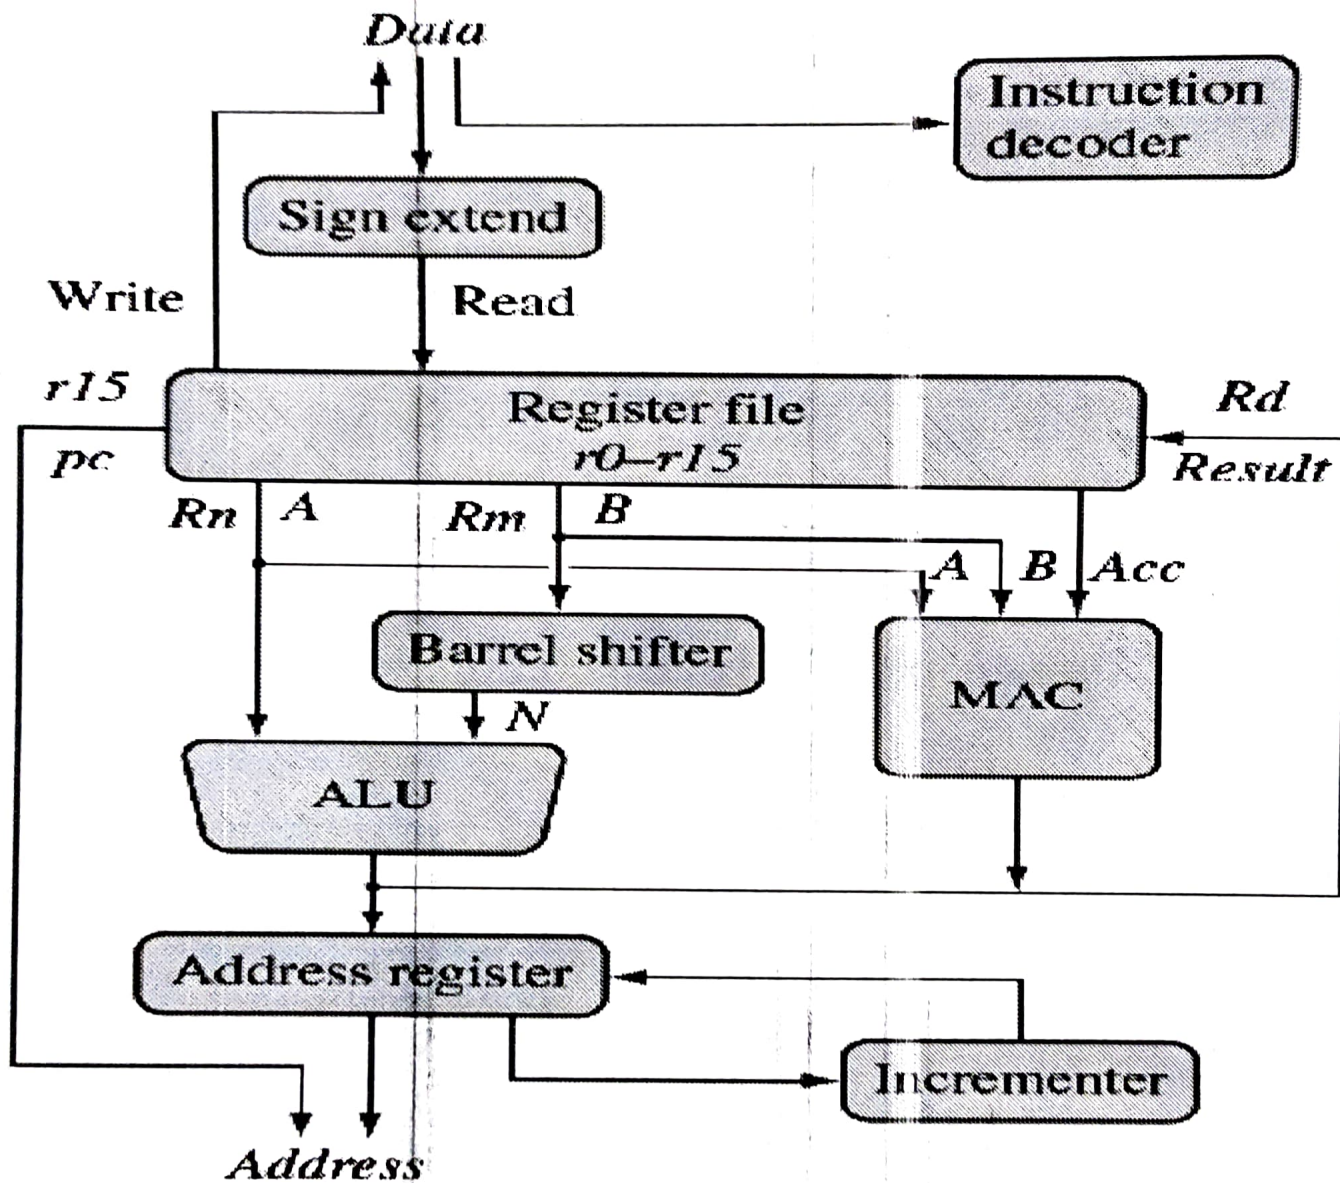 Data
Instruction
decoder
Sign extend
Write
Read
r15
Register file
Rd
pc
r0–r15
Result
Rn
A
Rm
B
A
B
Acc
Barrel shifter
MAC
N
ALU
Address register
Incrementer
Address